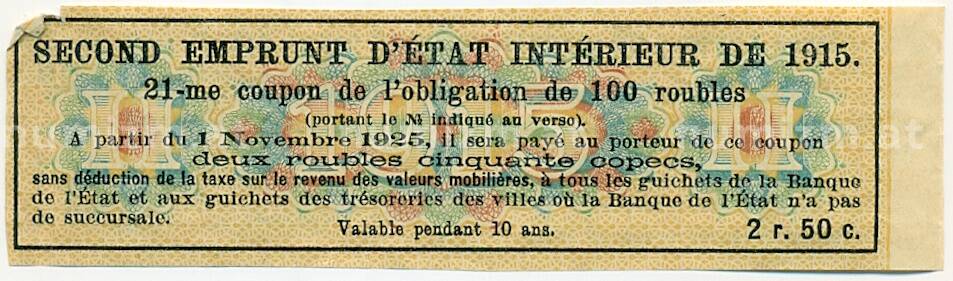 SECOND EMPRUNT D'ÉTAT INTÉRIEUR DE 1915.
21-me coupon de l'obligation de 100 roubles
(portant le № indiqué au verso).
A partir du 1 Novembre 1925, il sera payé au porteur de ce coupon
deux roubles cinquante copecs,
sans déduction de la taxe sur le revenu des valeurs mobilières, à tous les guichets de la Banque
de l'État et aux guichets des trésoreries des villes où la Banque de l'État n'a pas
de succursale.
Valable pendant 10 ans.
2 r. 50 c.